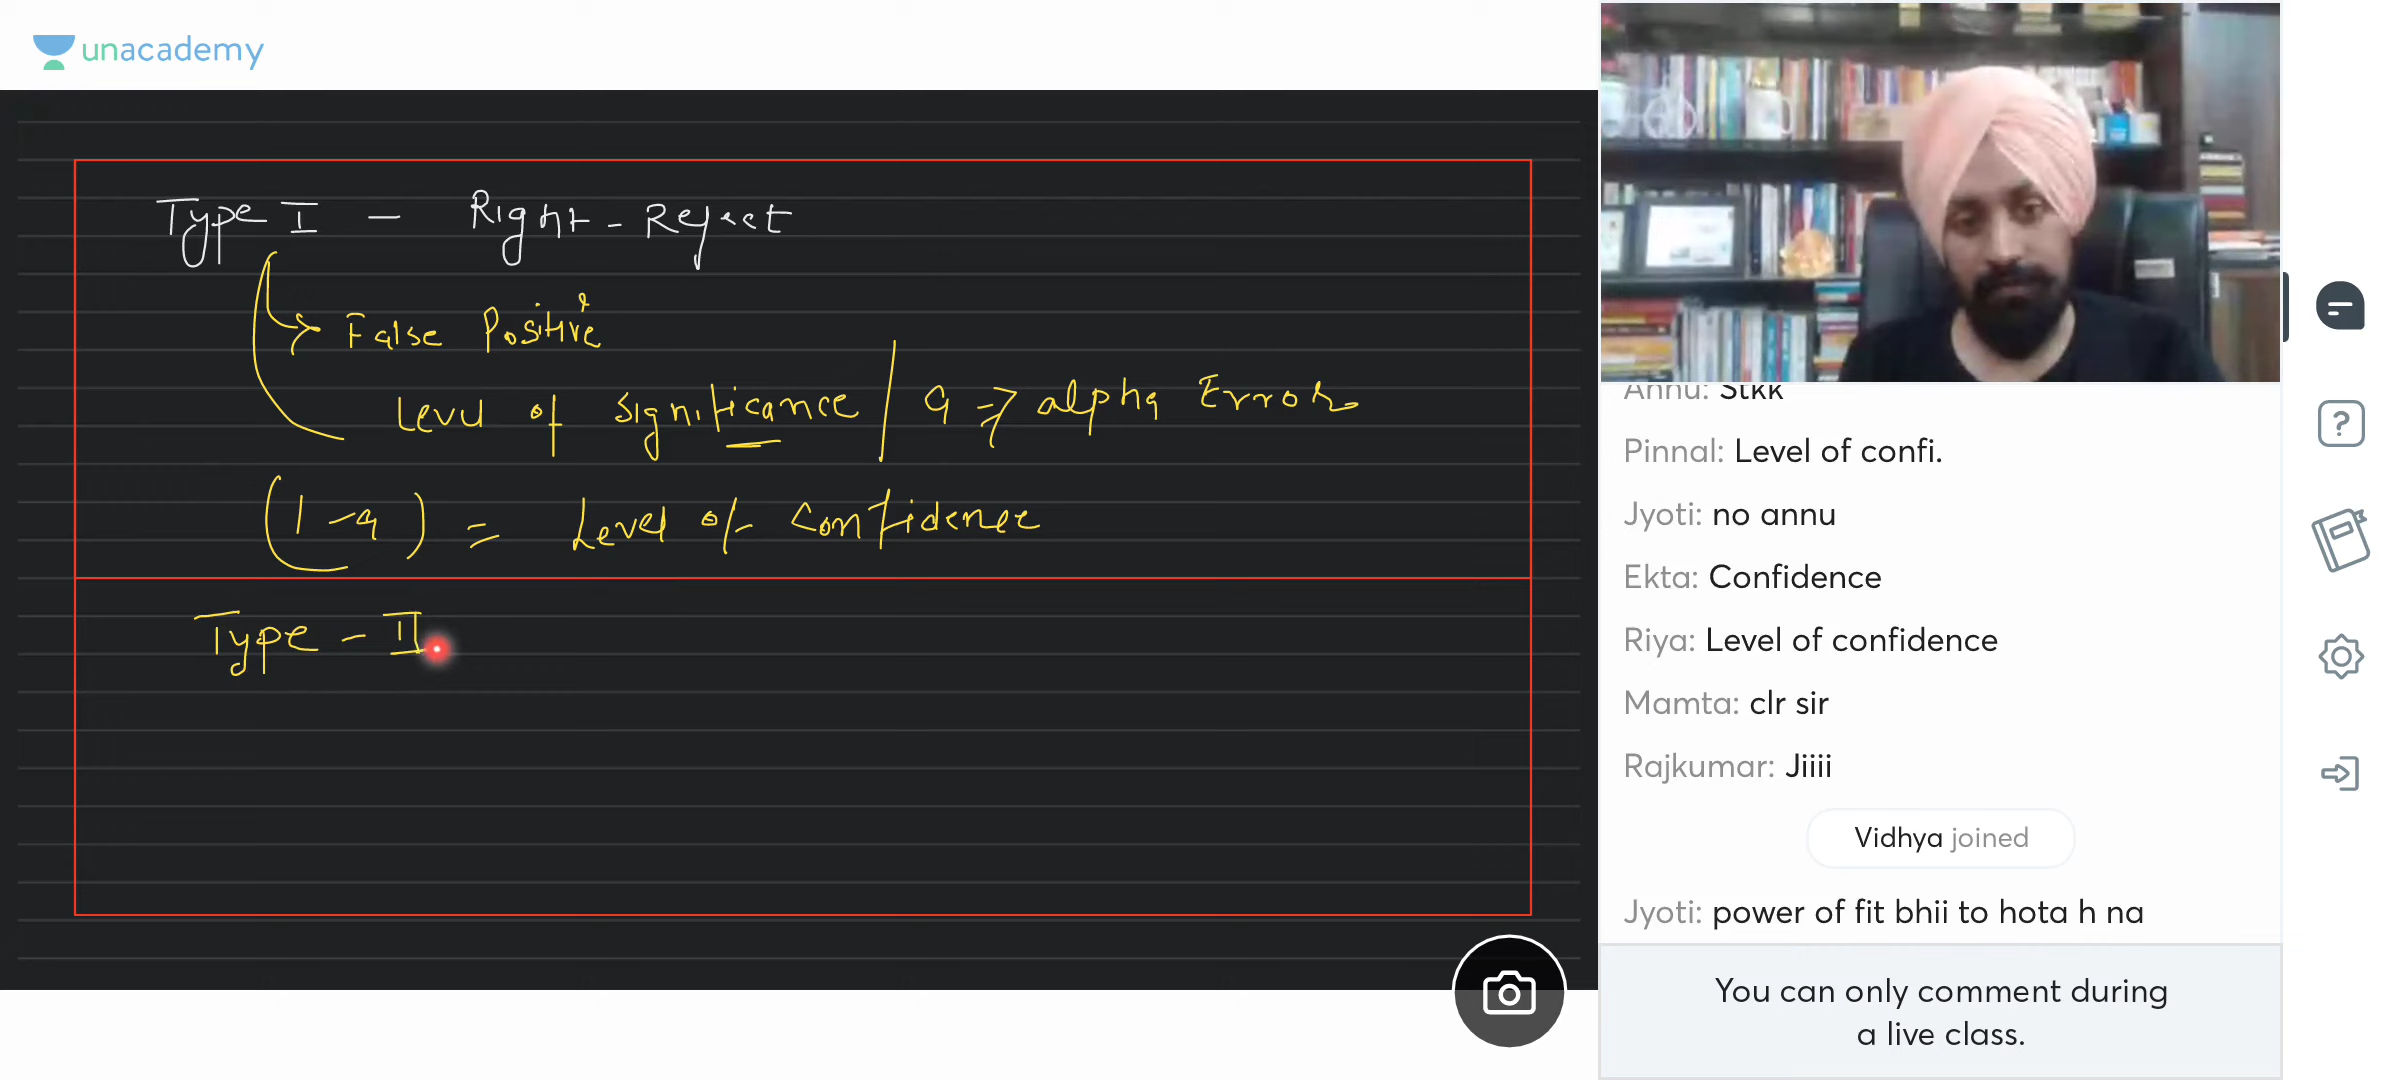 unacademy
Type I - Right-Reject
False Positive
Level of significance / α => alpha Error
(1-α) = Level of Confidence
Type - II
Annu: Stkk
Pinnal: Level of confi.
Jyoti: no annu
Ekta: Confidence
Riya: Level of confidence
Mamta: clr sir
Rajkumar: Jiiii
Vidhya joined
Jyoti: power of fit bhii to hota h na
You can only comment during
a live class.
?